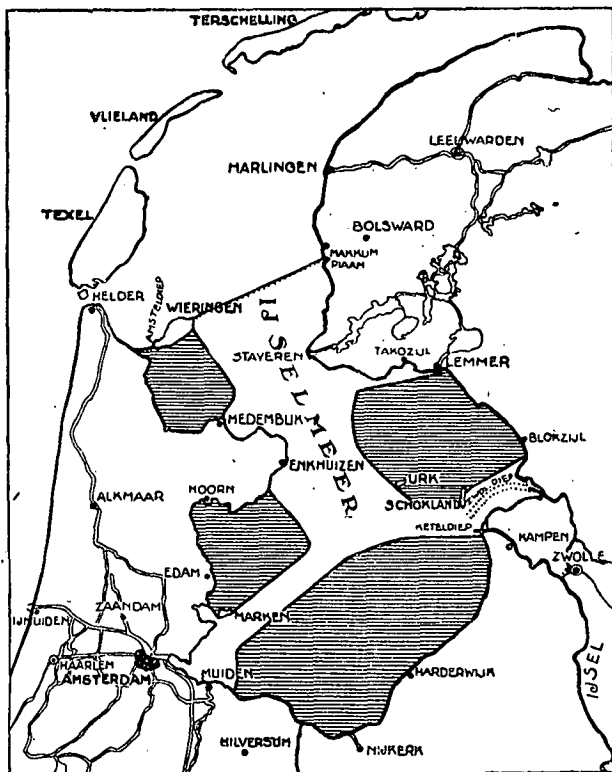 TERSCHELLING
VLIELAND
LEEUWARDEN
HARLINGEN
TEXEL
BOLSWARD
MAKKUM
PIAAM
HELDER
WIERINGEN
AMSTELDIEP
IJSELMEER
STAVEREN
TAKOZIJL
LEMMER
MEDEMBLIK
BLOKZIJL
ENKHUIZEN
URK
HOORN
SCHOKLAND
ALKMAAR
KETELDIEP
KAMPEN
ZWOLLE
EDAM
ZAANDAM
MARKEN
IJMUIDEN
HAARLEM
AMSTERDAM
MUIDEN
HARDERWIJK
IJSEL
HILVERSUM
NIJKERK